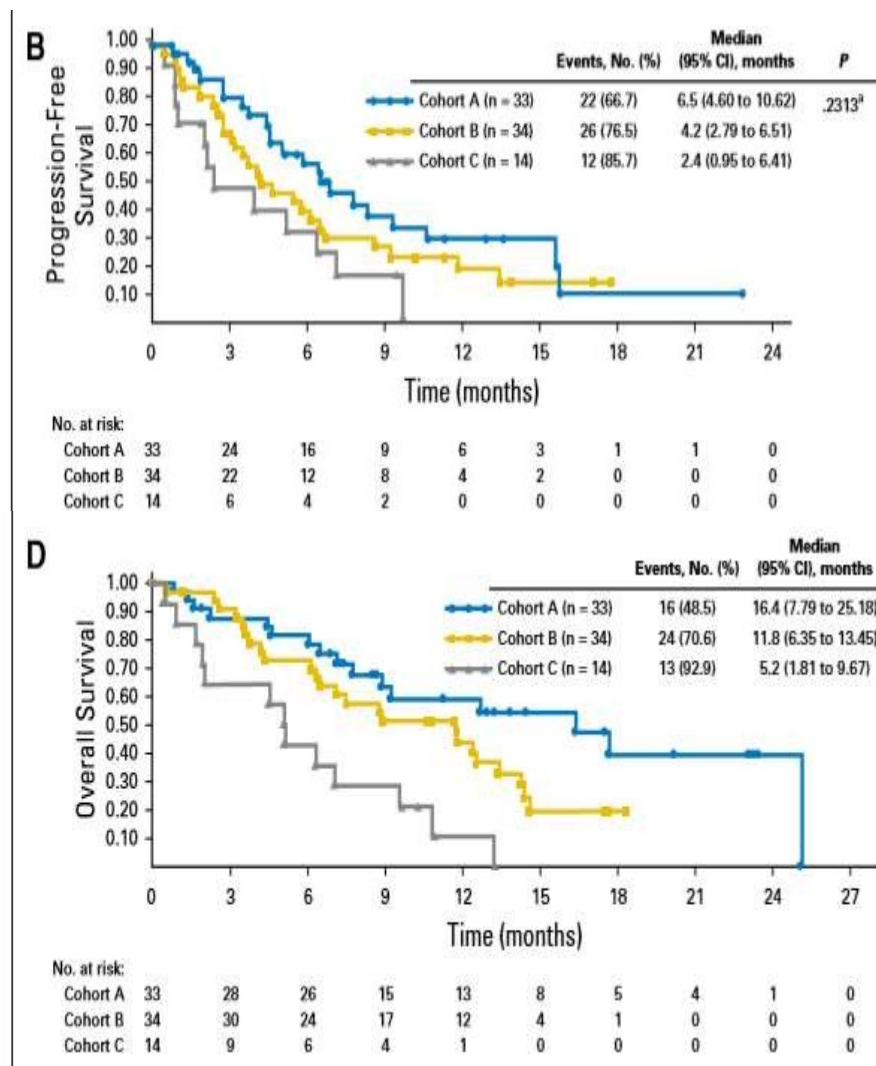 B
Progression-Free
Survival
1.00
0.90
0.80
0.70
0.60
0.50
0.40
0.30
0.20
0.10
Median
Events, No. (%) (95% CI), months P
Cohort A (n = 33) 22 (66.7) 6.5 (4.60 to 10.62) .2313a
Cohort B (n = 34) 26 (76.5) 4.2 (2.79 to 6.51)
Cohort C (n = 14) 12 (85.7) 2.4 (0.95 to 6.41)
0 3 6 9 12 15 18 21 24
Time (months)
No. at risk:
Cohort A 33 24 16 9 6 3 1 1 0
Cohort B 34 22 12 8 4 2 0 0 0
Cohort C 14 6 4 2 0 0 0 0 0
D
Overall Survival
1.00
0.90
0.80
0.70
0.60
0.50
0.40
0.30
0.20
0.10
Median
Events, No. (%) (95% CI), months
Cohort A (n = 33) 16 (48.5) 16.4 (7.79 to 25.18)
Cohort B (n = 34) 24 (70.6) 11.8 (6.35 to 13.45)
Cohort C (n = 14) 13 (92.9) 5.2 (1.81 to 9.67)
0 3 6 9 12 15 18 21 24 27
Time (months)
No. at risk:
Cohort A 33 28 26 15 13 8 5 4 1 0
Cohort B 34 30 24 17 12 4 1 0 0 0
Cohort C 14 9 6 4 1 0 0 0 0 0